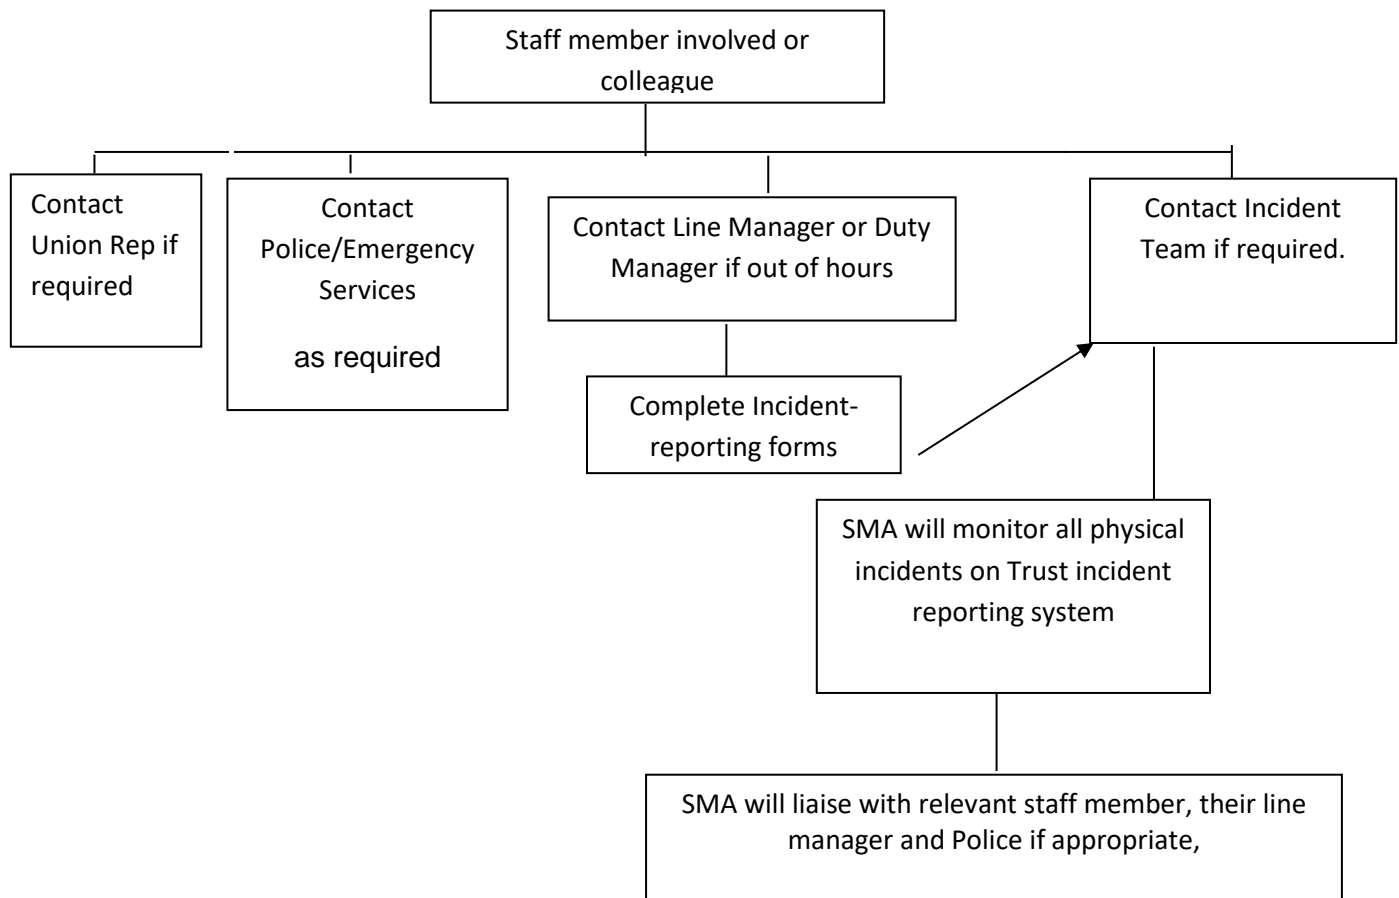 Staff member involved or
colleague
Contact
Union Rep if
required
Contact
Police/Emergency
Services
as required
Contact Line Manager or Duty
Manager if out of hours
Contact Incident
Team if required.
Complete Incident-
reporting forms
SMA will monitor all physical
incidents on Trust incident
reporting system
SMA will liaise with relevant staff member, their line
manager and Police if appropriate,